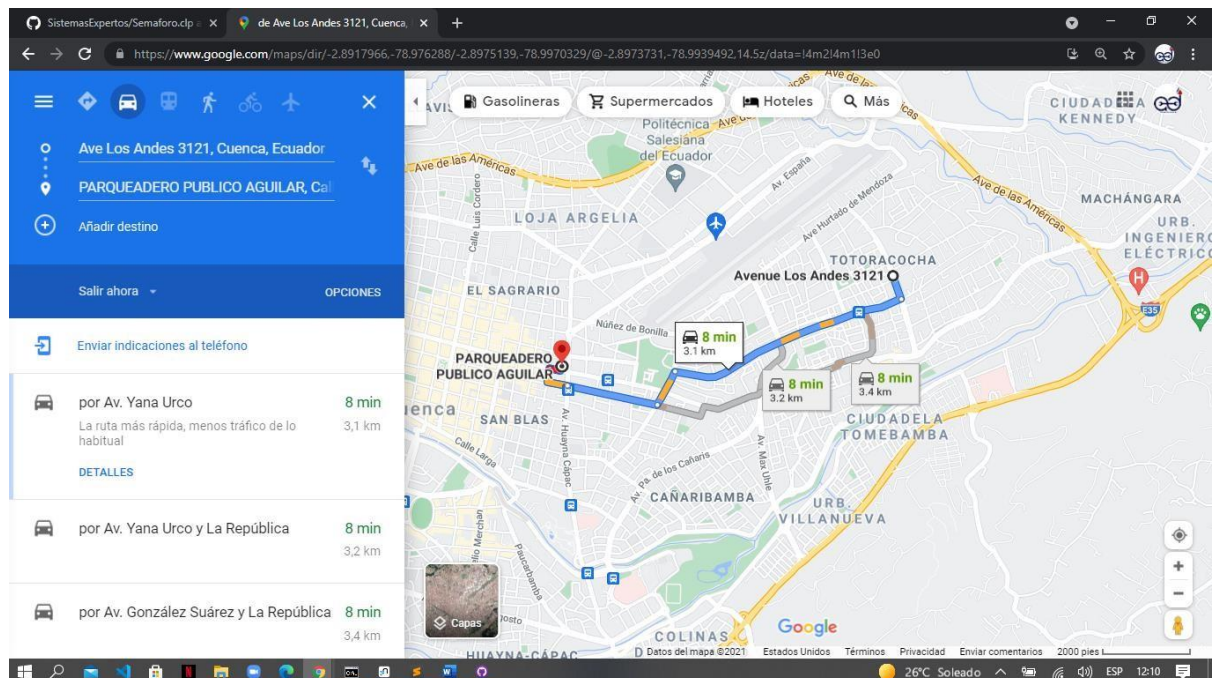 SistemasExpertos/Semaforo.clp a
de Ave Los Andes 3121, Cuenca,
https://www.google.com/maps/dir/-2.8917966,-78.976288/-2.8975139,-78.9970329/@-2.8973731,-78.9939492,14.5z/data=!4m2!4m1!3e0
Ave Los Andes 3121, Cuenca, Ecuador
PARQUEADERO PUBLICO AGUILAR, Cal
Añadir destino
Salir ahora
OPCIONES
Enviar indicaciones al teléfono
por Av. Yana Urco 8 min
La ruta más rápida, menos tráfico de lo 3,1 km
habitual
DETALLES
por Av. Yana Urco y La República 8 min
3,2 km
por Av. González Suárez y La República 8 min
3,4 km
Gasolineras
Supermercados
Hoteles
Más
Ave de las Américas
Politécnica
Salesiana
del Ecuador
CIUDAD
KENNEDY
Av. España
Ave Hurtado de Mendoza
Ave de las Américas
MACHÁNGARA
Calle Luis Cordero
LOJA ARGELIA
URB.
INGENIERO
ELÉCTRICO
TOTORACOCHA
Avenue Los Andes 3121
EL SAGRARIO
E35
Núñez de Bonilla
8 min
3.1 km
PARQUEADERO
PUBLICO AGUILAR
8 min
3.2 km
8 min
3.4 km
uenca
SAN BLAS
Av. Huayna Cápac
CIUDADELA
TOMEBAMBA
Calle Larga
Av. Max Uhle
Pa. de los Cañaris
CAÑARIBAMBA
URB.
VILLANUEVA
Paucarbamba
Capas
COLINAS
Google
HUAYNA-CÁPAC
Datos del mapa ©2021 Estados Unidos Términos Privacidad Enviar comentarios 2000 pies
26°C Soleado
ESP
12:10